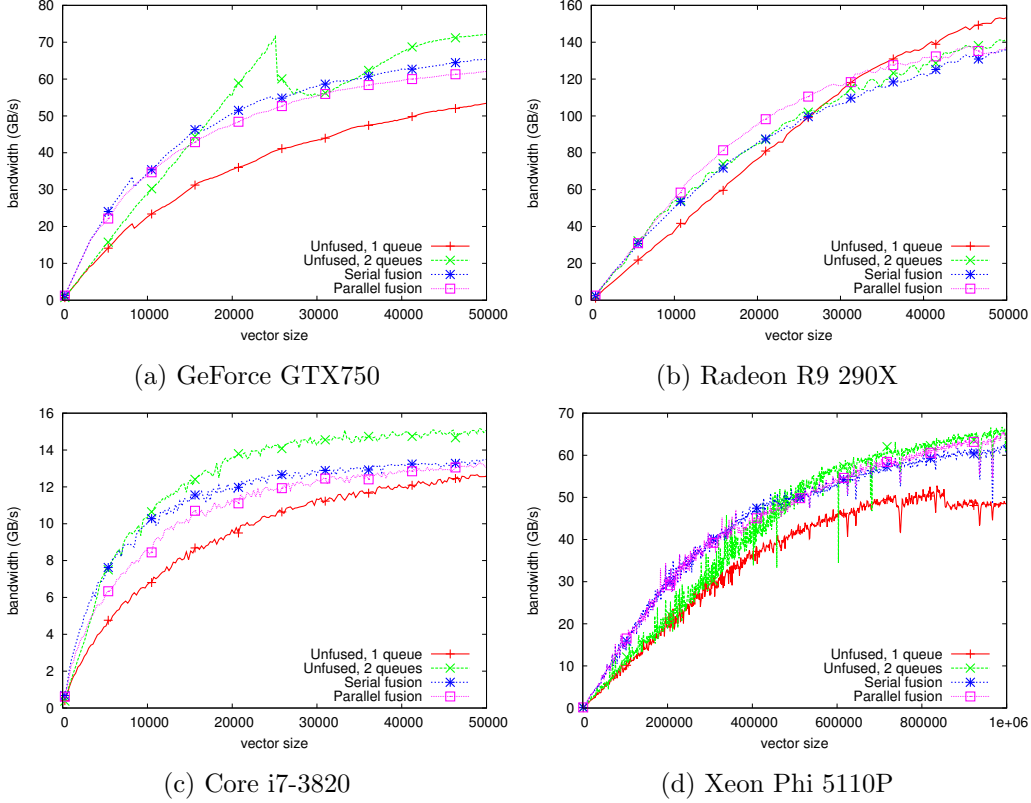 80
70
60
50
40
30
20
10
0
bandwidth (GB/s)
0 10000 20000 30000 40000 50000
vector size
Unfused, 1 queue
Unfused, 2 queues
Serial fusion
Parallel fusion
(a) GeForce GTX750
160
140
120
100
80
60
40
20
0
bandwidth (GB/s)
0 10000 20000 30000 40000 50000
vector size
Unfused, 1 queue
Unfused, 2 queues
Serial fusion
Parallel fusion
(b) Radeon R9 290X
16
14
12
10
8
6
4
2
0
bandwidth (GB/s)
0 10000 20000 30000 40000 50000
vector size
Unfused, 1 queue
Unfused, 2 queues
Serial fusion
Parallel fusion
(c) Core i7-3820
70
60
50
40
30
20
10
0
bandwidth (GB/s)
0 200000 400000 600000 800000 1e+06
vector size
Unfused, 1 queue
Unfused, 2 queues
Serial fusion
Parallel fusion
(d) Xeon Phi 5110P